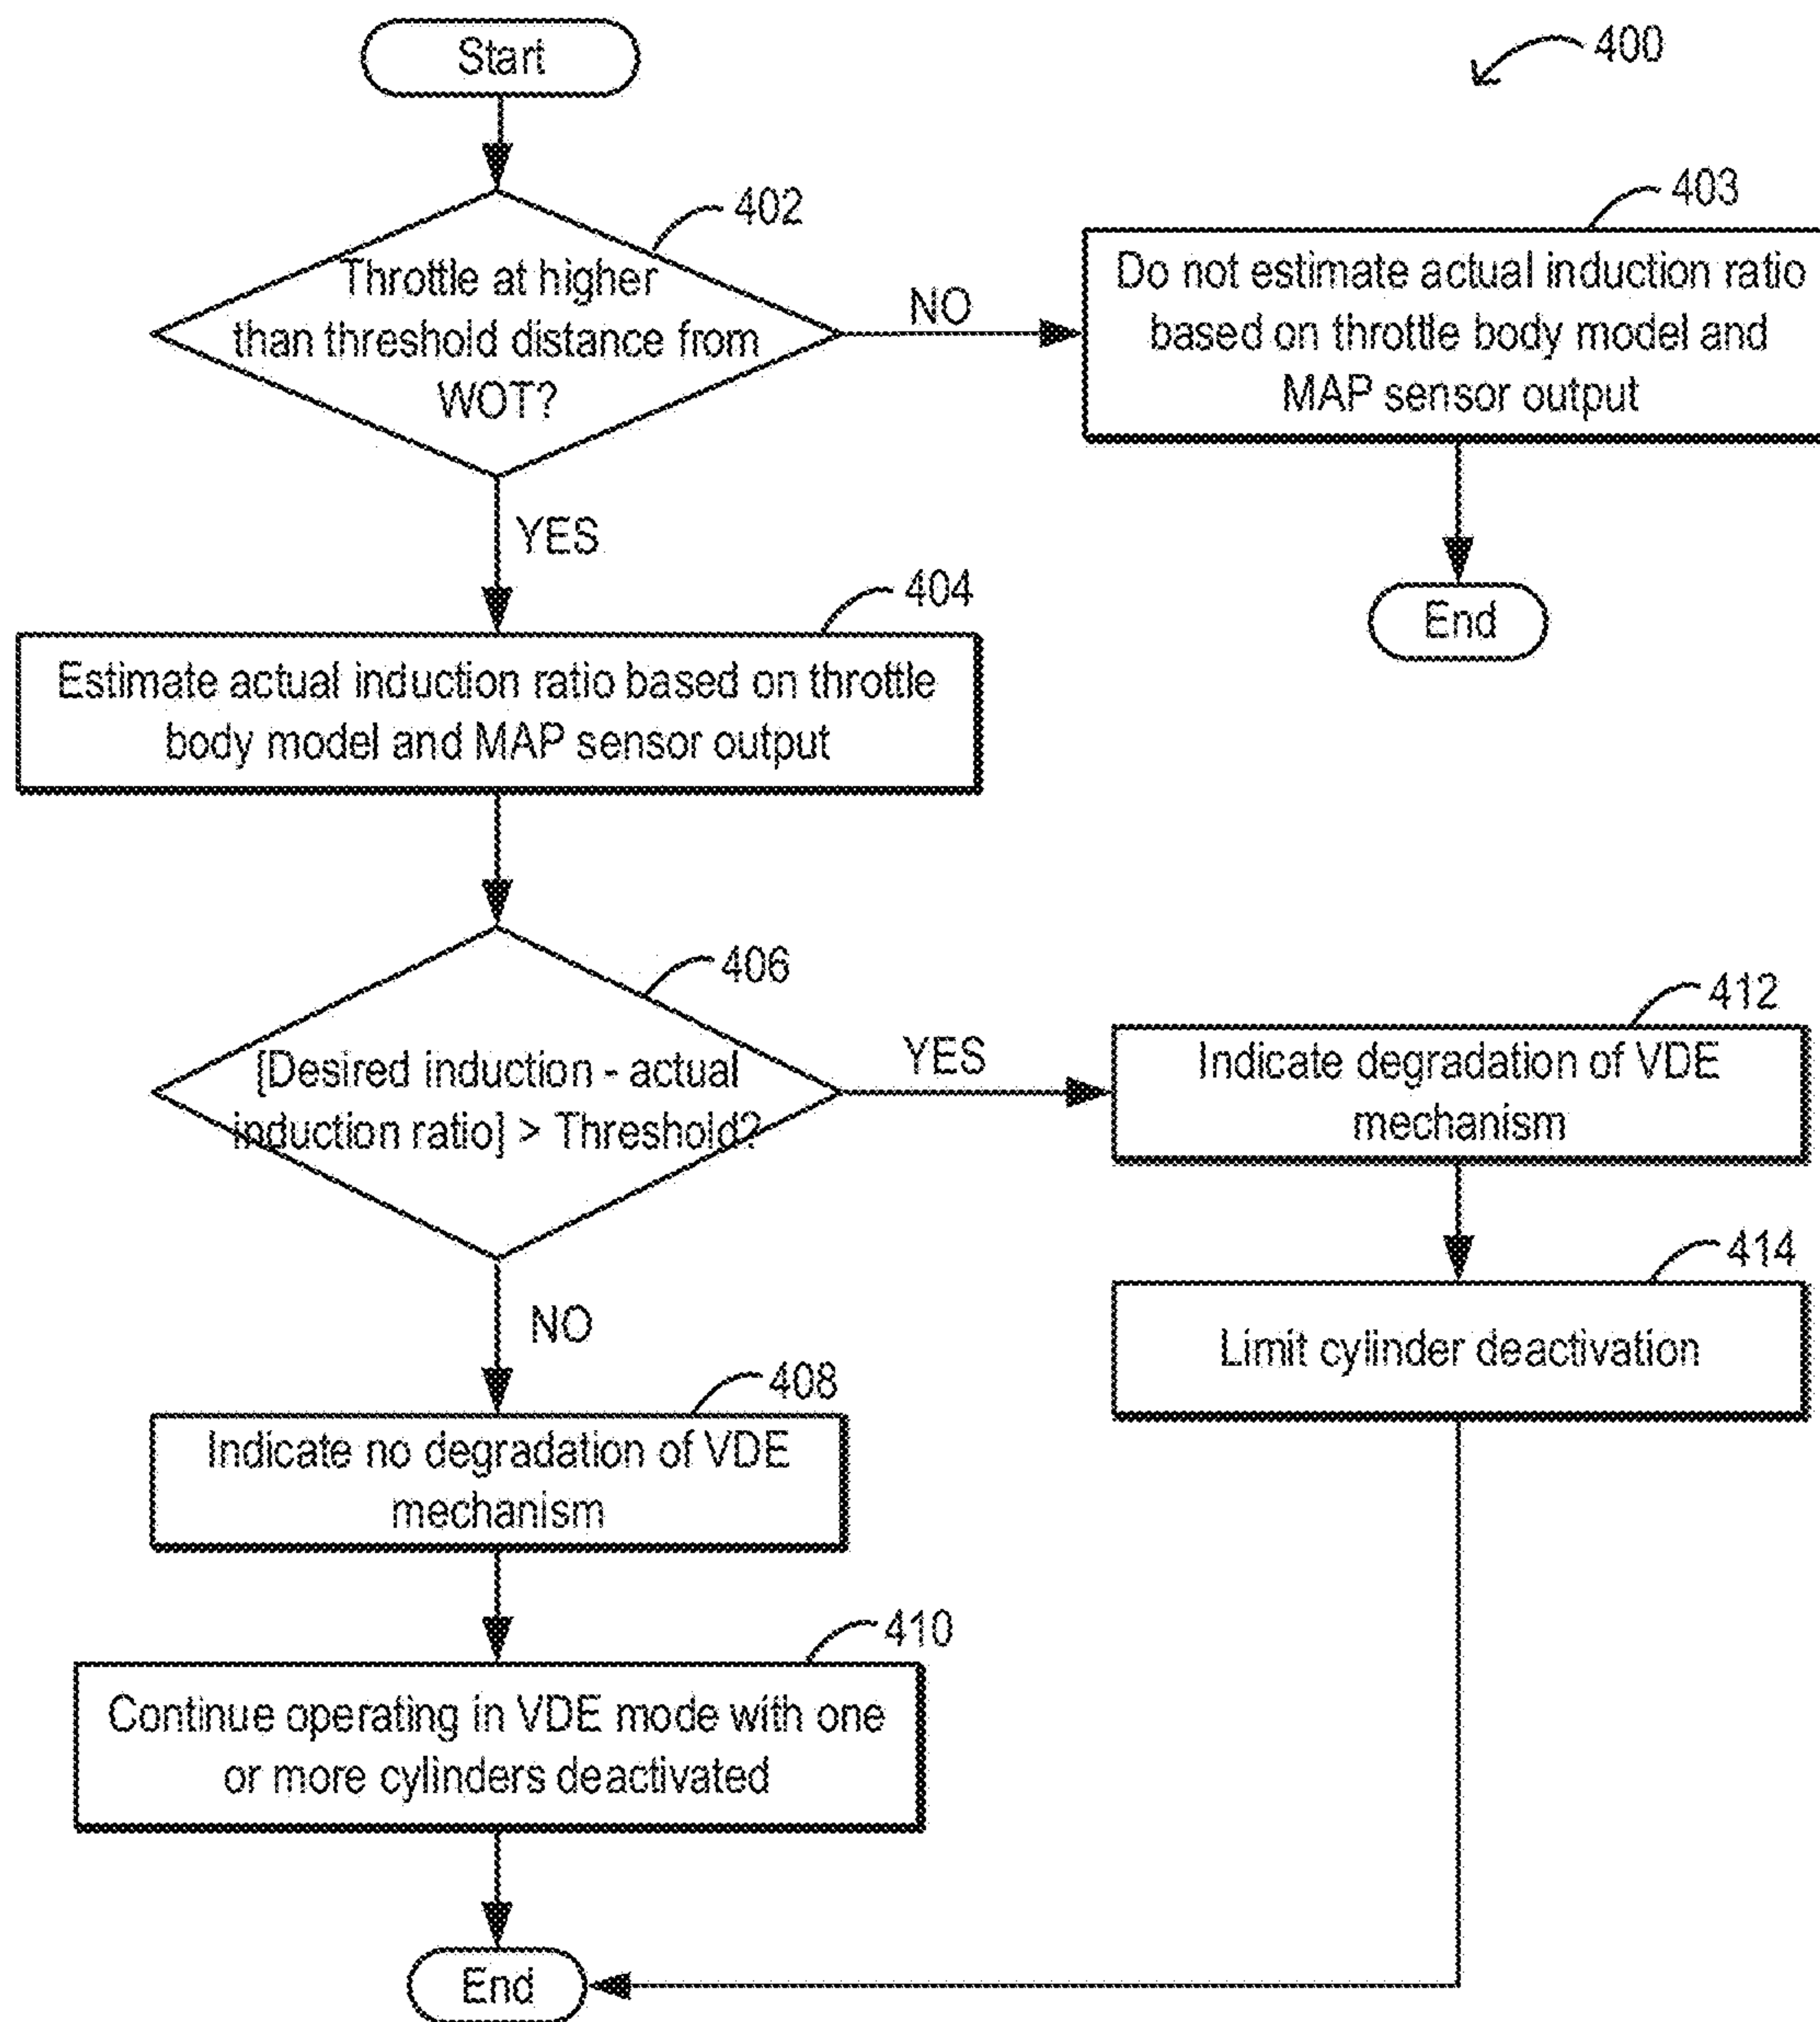 Start
400
402
Throttle at higher
than threshold distance from
WOT?
NO
403
Do not estimate actual induction ratio
based on throttle body model and
MAP sensor output
End
YES
404
Estimate actual induction ratio based on throttle
body model and MAP sensor output
406
[Desired induction - actual
induction ratio] > Threshold?
YES
412
Indicate degradation of VDE
mechanism
414
Limit cylinder deactivation
NO
408
Indicate no degradation of VDE
mechanism
410
Continue operating in VDE mode with one
or more cylinders deactivated
End